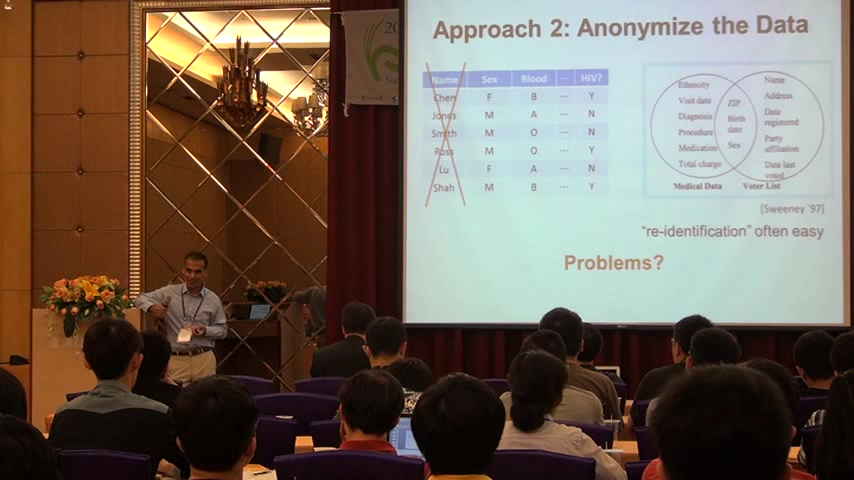 Approach 2: Anonymize the Data
Name Sex Blood ... HIV?
Chen F B ... Y
Jones M A ... N
Smith M O ... N
Ross M O ... Y
Lu F A ... N
Shah M B ... Y
Ethnicity
Visit date
Diagnosis
Procedure
Medication
Total charge
ZIP
Birth
date
Sex
Name
Address
Date
registered
Party
affiliation
Date last
voted
Medical Data Voter List
[Sweeney '97]
"re-identification" often easy
Problems?
20